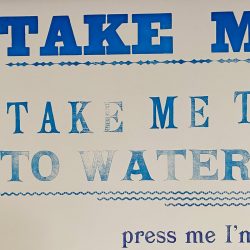 TAKE M
TAKE ME T
TO WATER
press me I'm